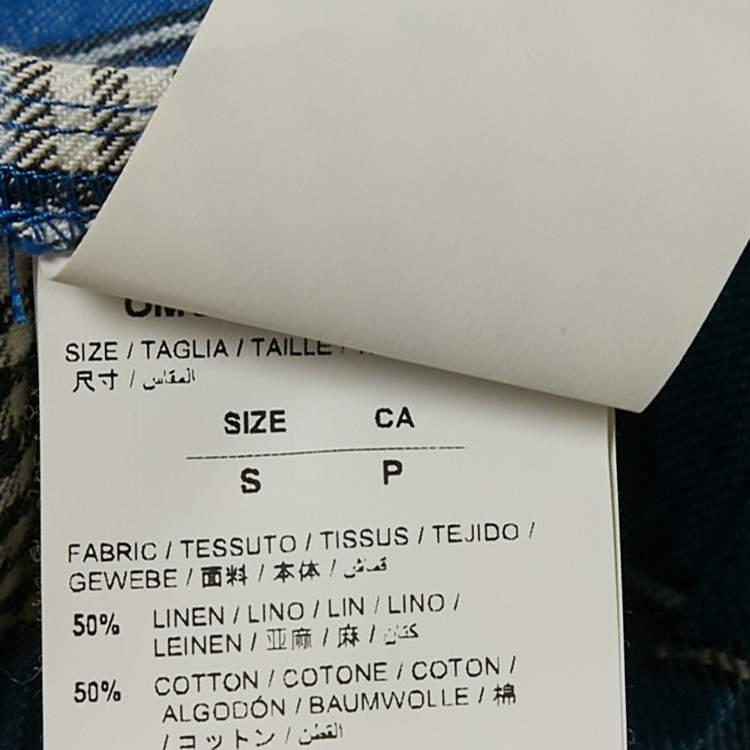 SIZE / TAGLIA / TAILLE /
尺寸 / المقاس
SIZE CA
S P
FABRIC / TESSUTO / TISSUS / TEJIDO /
GEWEBE / 面料 / 本体 / قماش
50% LINEN / LINO / LIN / LINO /
LEINEN / 亚麻 / 麻 / كتان
50% COTTON / COTONE / COTON /
ALGODÓN / BAUMWOLLE / 棉
/ コットン / القطن